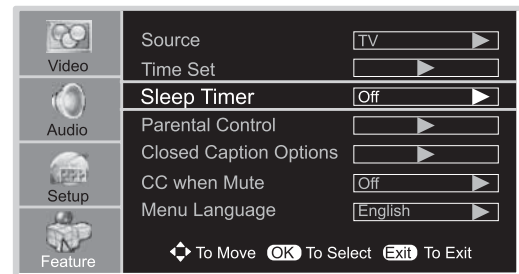 Video
Audio
Setup
Feature
Source TV
Time Set
Sleep Timer Off
Parental Control
Closed Caption Options
CC when Mute Off
Menu Language English
To Move OK To Select Exit To Exit